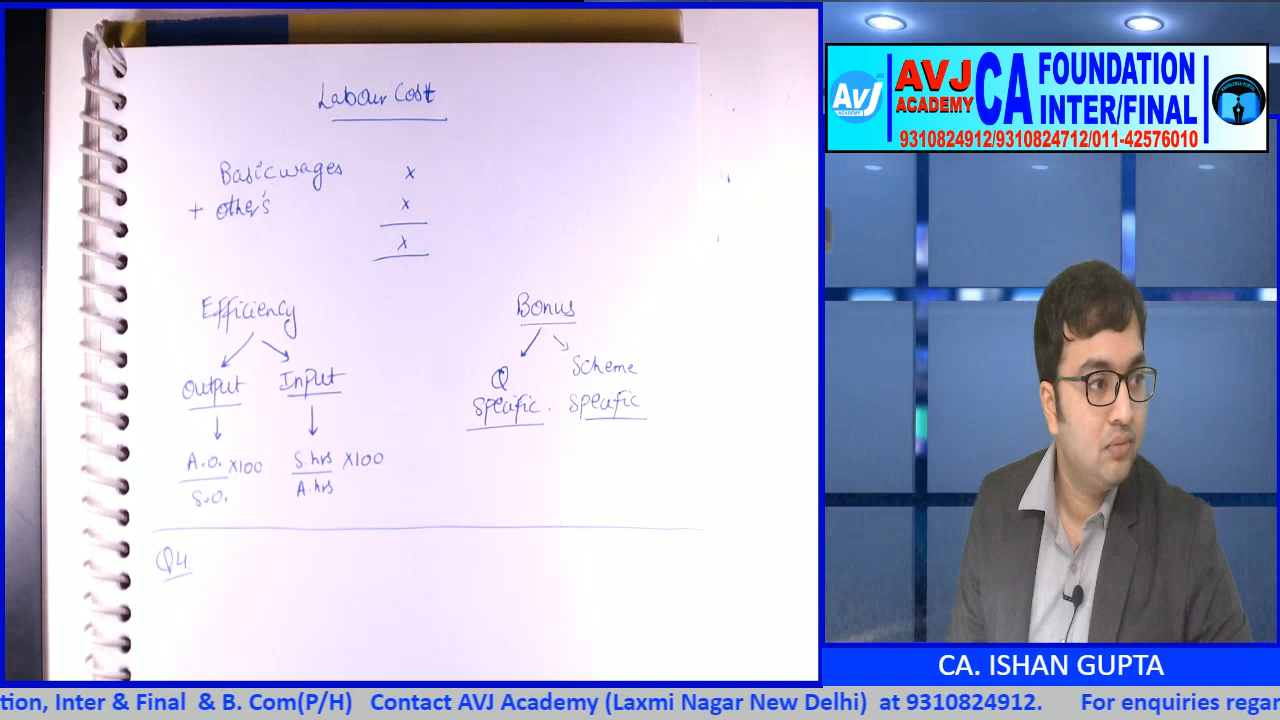 Labour Cost
Basic wages x
+ other's x
x
Efficiency
Output Input
A.O. X100
S.O.
S.hrs X100
A.hrs
Bonus
Q Specific.
Scheme Specific
Q4.
AVJ
ACADEMY
AVJ
ACADEMY
CA
FOUNDATION
INTER/FINAL
9310824912/9310824712/011-42576010
CA. ISHAN GUPTA
tion, Inter & Final & B. Com(P/H) Contact AVJ Academy (Laxmi Nagar New Delhi) at 9310824912. For enquiries regar